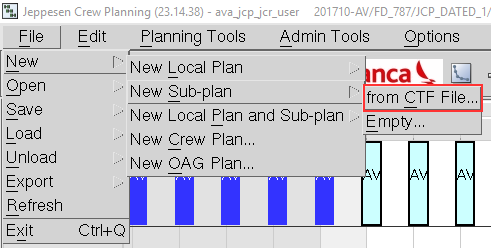 Jeppesen Crew Planning (23.14.38) - ava_jcp_jcr_user 201710-AV/FD_787/JCP_DATED_1/
File Edit Planning Tools Admin Tools Options
New
Open
Save
Load
Unload
Export
Refresh
Exit Ctrl+Q
New Local Plan
New Sub-plan
New Local Plan and Sub-plan
New Crew Plan...
New OAG Plan...
from CTF File...
Empty...
anca
AV AV AV